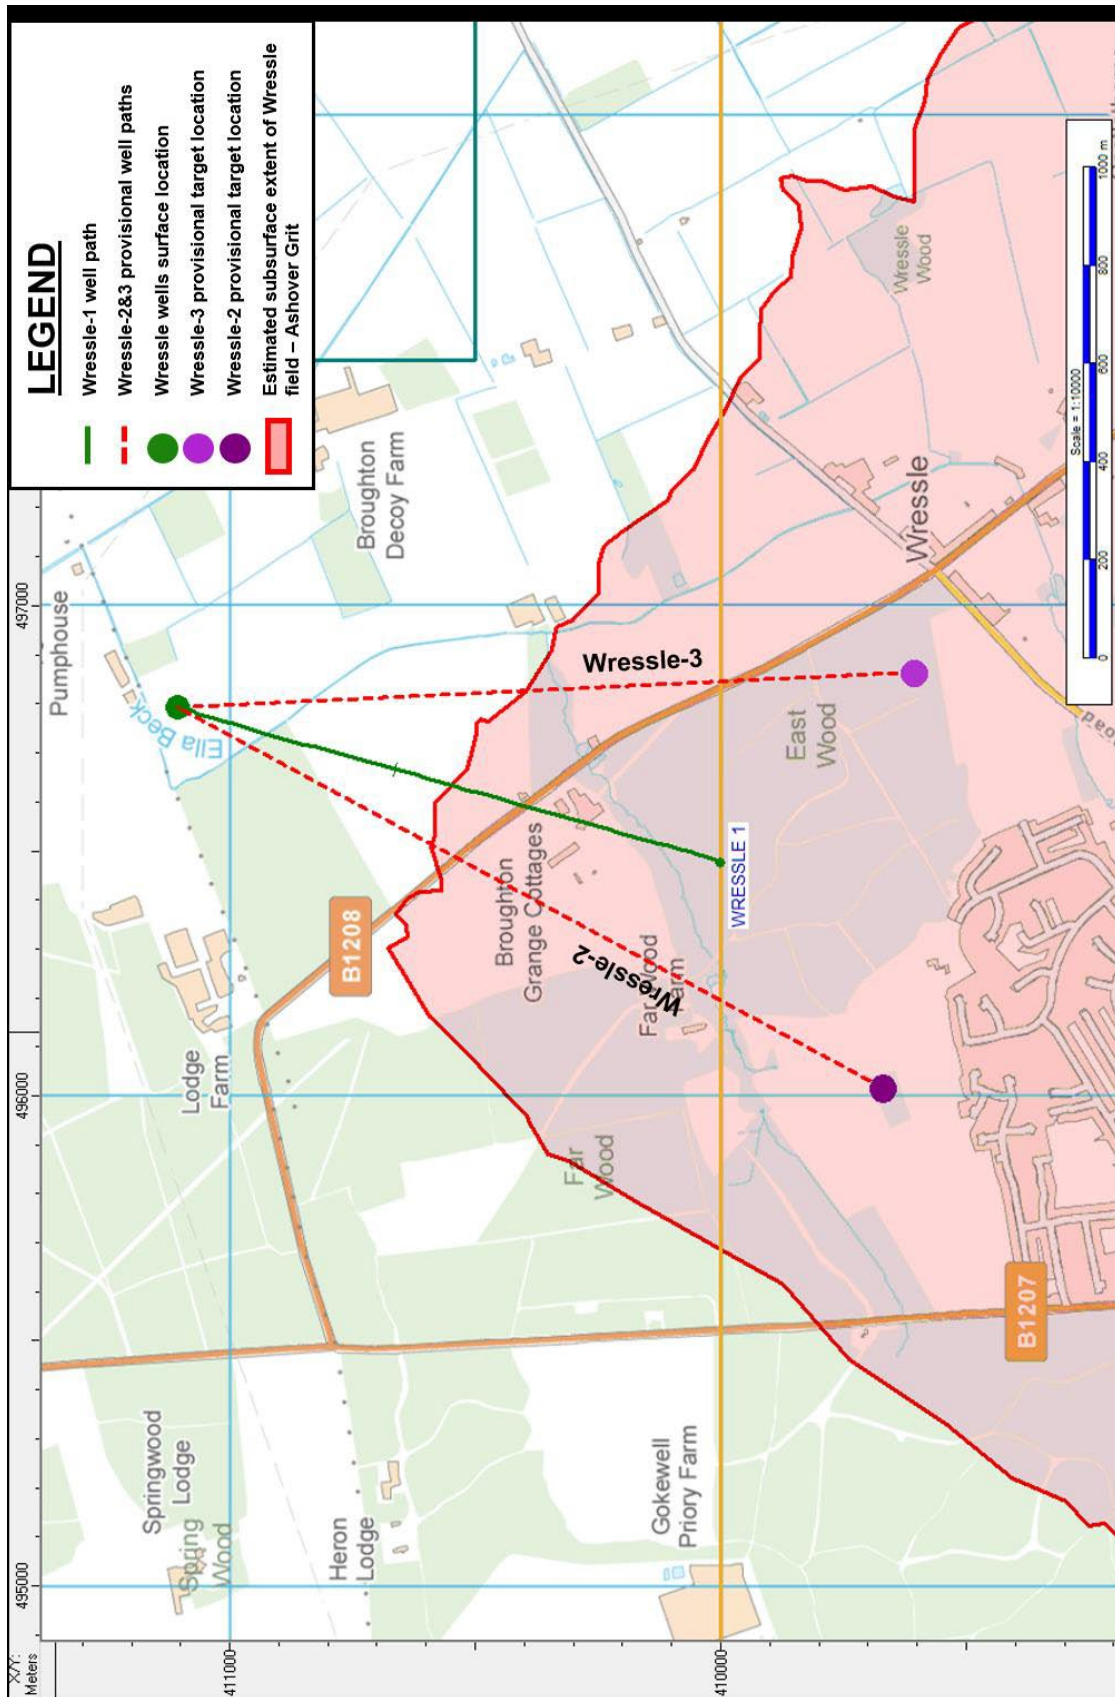 LEGEND
Wressle-1 well path
Wressle-2&3 provisional well paths
Wressle wells surface location
Wressle-3 provisional target location
Wressle-2 provisional target location
Estimated subsurface extent of Wressle
field – Ashover Grit
X/Y:
Meters
495000
496000
497000
411000
410000
Springwood
Lodge
Spring
Wood
Heron
Lodge
Gokewell
Priory Farm
Lodge
Farm
B1208
Pumphouse
Ella Beck
Broughton
Decoy Farm
Broughton
Grange Cottages
Far Wood
Farm
Far
Wood
Wressle-2
Wressle-3
WRESSLE 1
East
Wood
Wressle
Wressle
Wood
B1207
Road
Scale = 1:10000
0 200 400 600 800 1000 m